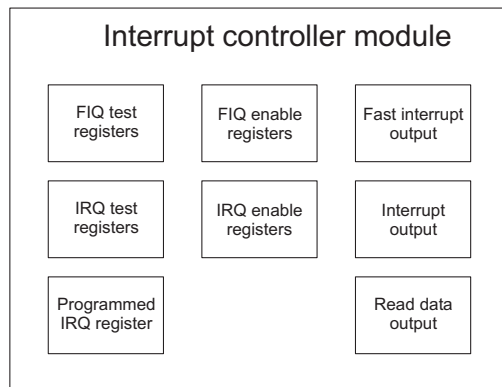 Interrupt controller module
FIQ test
registers
FIQ enable
registers
Fast interrupt
output
IRQ test
registers
IRQ enable
registers
Interrupt
output
Programmed
IRQ register
Read data
output